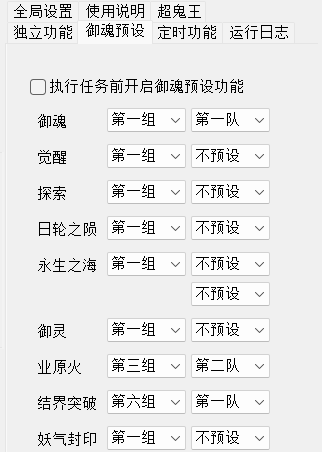 全局设置 使用说明 超鬼王
独立功能 御魂预设 定时功能 运行日志
执行任务前开启御魂预设功能
御魂 第一组 第一队
觉醒 第一组 不预设
探索 第一组 不预设
日轮之陨 第一组 不预设
永生之海 第一组 不预设
不预设
御灵 第一组 不预设
业原火 第三组 第二队
结界突破 第六组 第一队
妖气封印 第一组 不预设